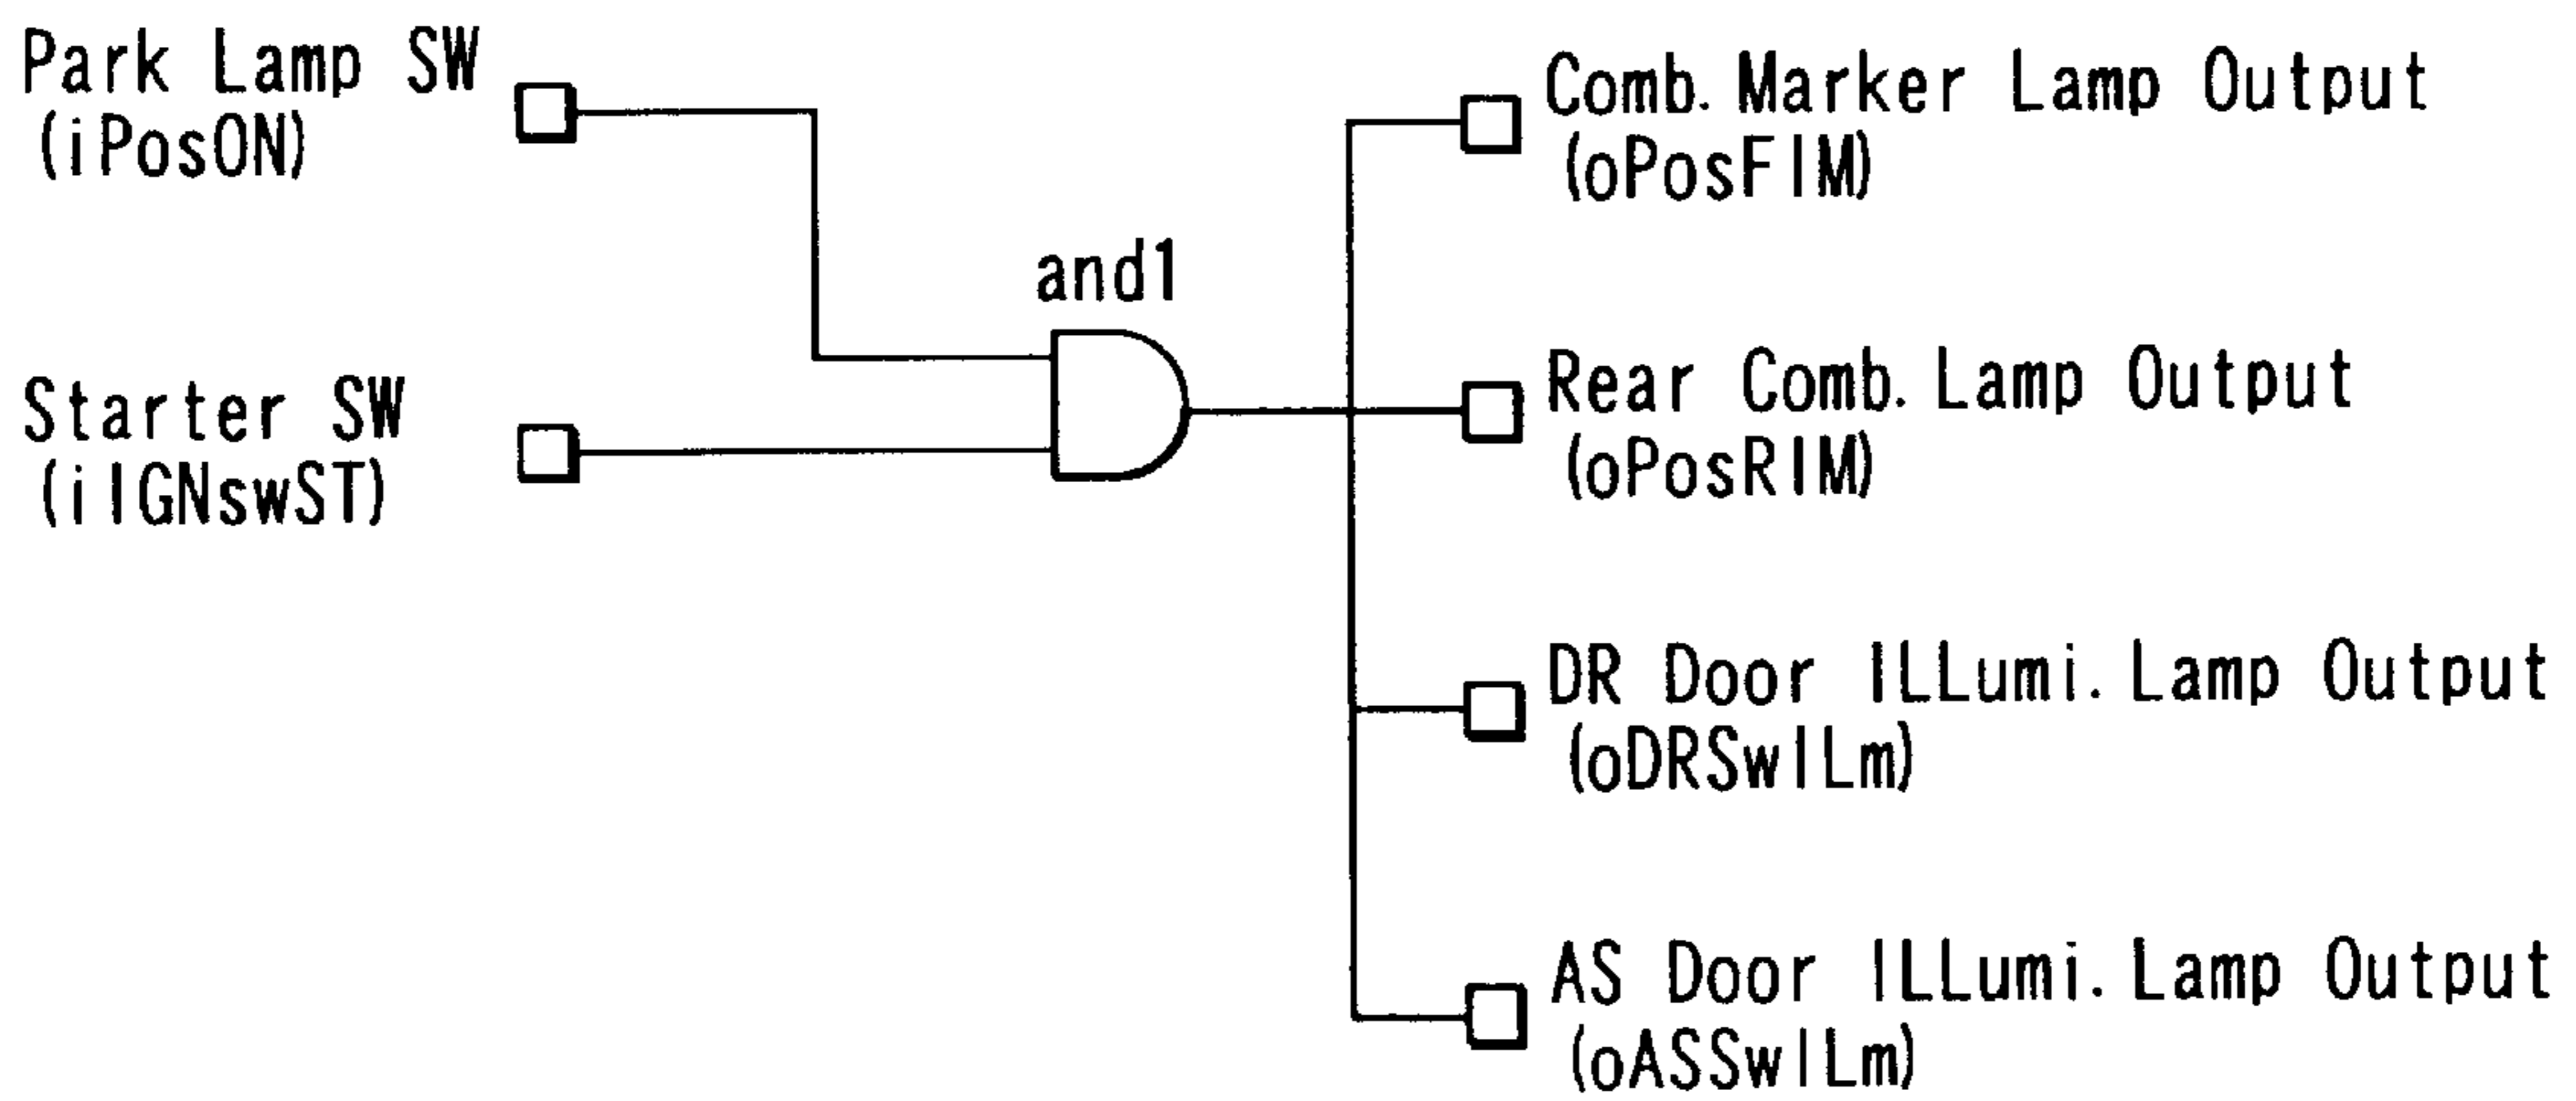 Park Lamp SW
(iPosON)
Starter SW
(iIGNswST)
and1
Comb. Marker Lamp Output
(oPosFIM)
Rear Comb. Lamp Output
(oPosRIM)
DR Door ILLumi. Lamp Output
(oDRSwILm)
AS Door ILLumi. Lamp Output
(oASSwILm)